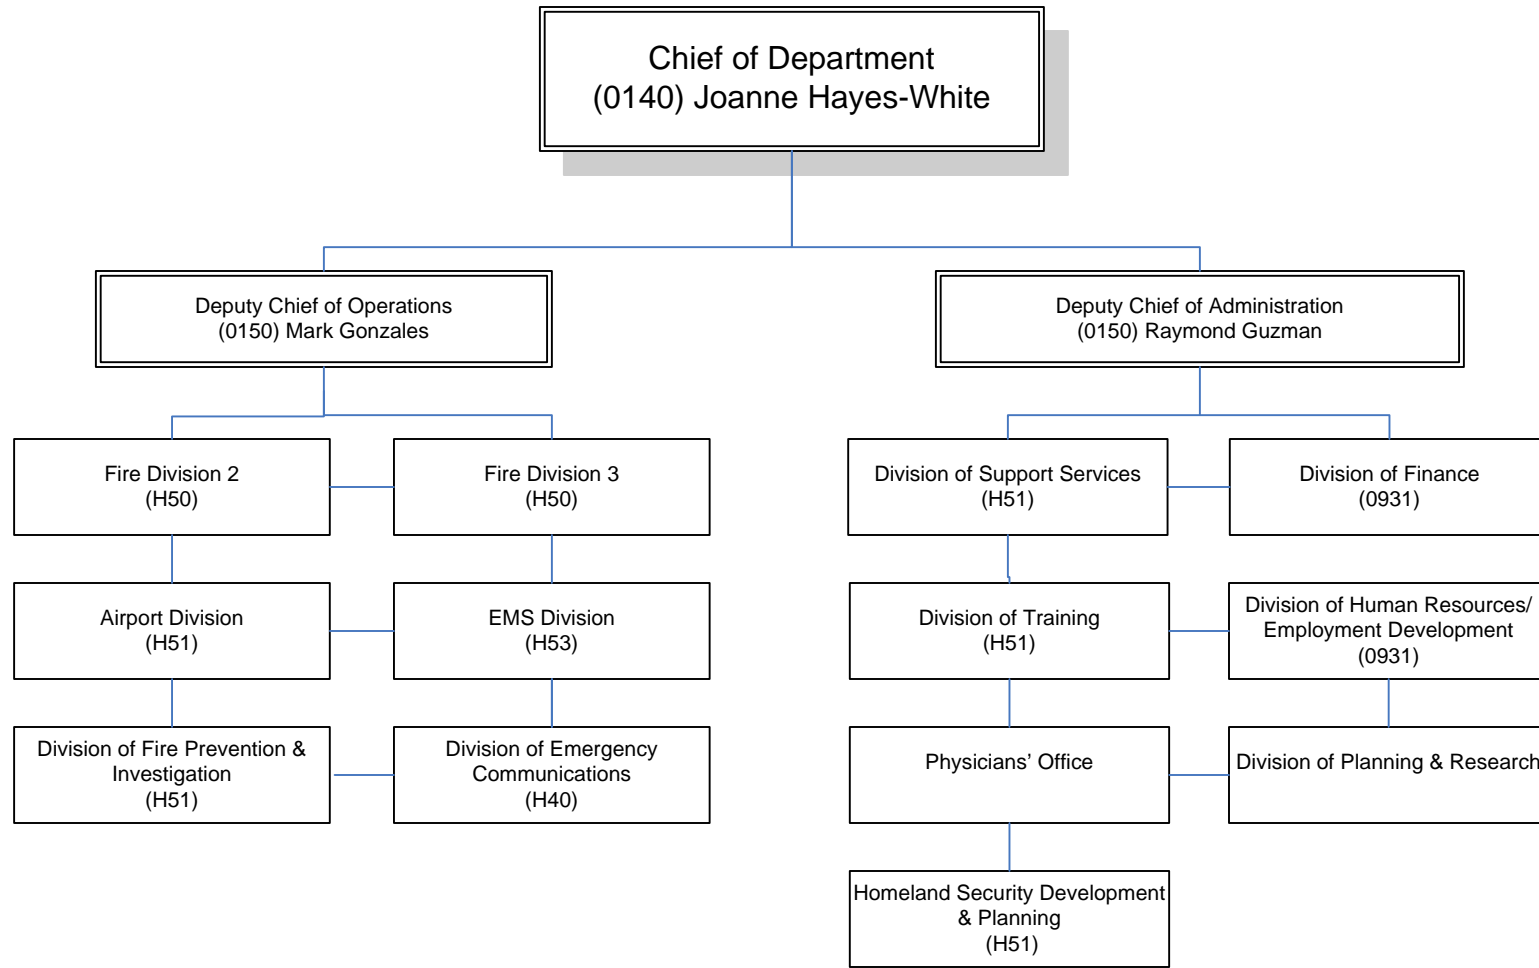 Chief of Department
(0140) Joanne Hayes-White
Deputy Chief of Operations
(0150) Mark Gonzales
Deputy Chief of Administration
(0150) Raymond Guzman
Fire Division 2
(H50)
Fire Division 3
(H50)
Division of Support Services
(H51)
Division of Finance
(0931)
Airport Division
(H51)
EMS Division
(H53)
Division of Training
(H51)
Division of Human Resources/
Employment Development
(0931)
Division of Fire Prevention &
Investigation
(H51)
Division of Emergency
Communications
(H40)
Physicians’ Office
Division of Planning & Research
Homeland Security Development
& Planning
(H51)